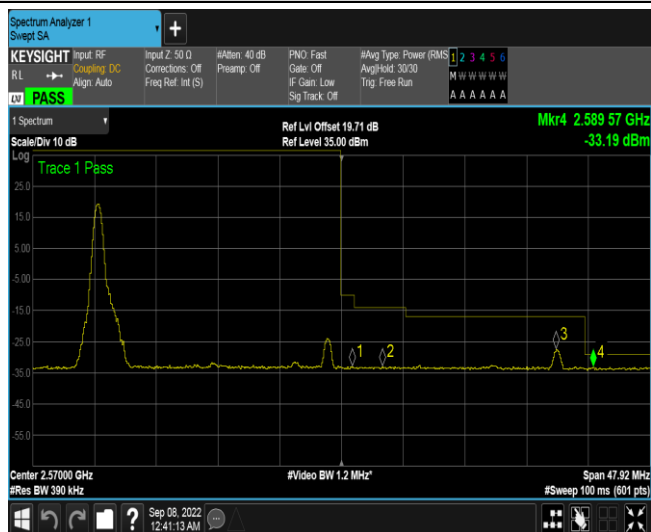 Spectrum Analyzer 1
Swept SA
+
KEYSIGHT Input: RF Input Z: 50 Ω #Atten: 40 dB PNO: Fast #Avg Type: Power (RMS 1 2 3 4 5 6
RL Coupling: DC Corrections: Off Preamp: Off Gate: Off Avg|Hold: 30/30 M W W W W W
Align: Auto Freq Ref: Int (S) IF Gain: Low Trig: Free Run
LXI PASS Sig Track: Off A A A A A A
1 Spectrum Ref Lvl Offset 19.71 dB Mkr4 2.589 57 GHz
Scale/Div 10 dB Ref Level 35.00 dBm -33.19 dBm
Log
Trace 1 Pass
25.0
15.0
5.00
-5.00
-15.0
-25.0
1 2 3 4
-35.0
-45.0
-55.0
Center 2.57000 GHz #Video BW 1.2 MHz* Span 47.92 MHz
#Res BW 390 kHz #Sweep 100 ms (601 pts)
? Sep 08, 2022
12:41:13 AM